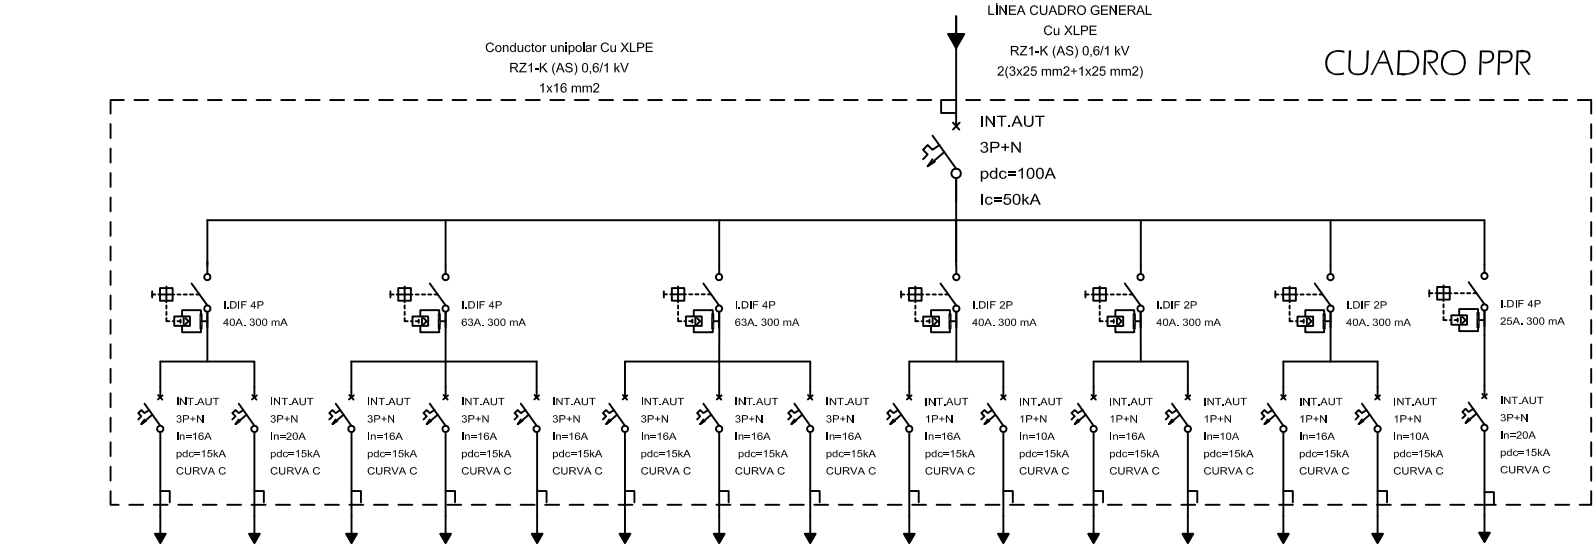 LÍNEA CUADRO GENERAL
Cu XLPE
RZ1-K (AS) 0,6/1 kV
2(3x25 mm2+1x25 mm2)
Conductor unipolar Cu XLPE
RZ1-K (AS) 0,6/1 kV
1x16 mm2
CUADRO PPR
INT.AUT
3P+N
pdc=100A
Ic=50kA
I.DIF 4P
40A. 300 mA
I.DIF 4P
63A. 300 mA
I.DIF 4P
63A. 300 mA
I.DIF 2P
40A. 300 mA
I.DIF 2P
40A. 300 mA
I.DIF 2P
40A. 300 mA
I.DIF 4P
25A. 300 mA
INT.AUT
3P+N
In=16A
pdc=15kA
CURVA C
INT.AUT
3P+N
In=20A
pdc=15kA
CURVA C
INT.AUT
3P+N
In=16A
pdc=15kA
CURVA C
INT.AUT
3P+N
In=16A
pdc=15kA
CURVA C
INT.AUT
3P+N
In=16A
pdc=15kA
CURVA C
INT.AUT
3P+N
In=16A
pdc=15kA
CURVA C
INT.AUT
3P+N
In=16A
pdc=15kA
CURVA C
INT.AUT
3P+N
In=16A
pdc=15kA
CURVA C
INT.AUT
1P+N
In=16A
pdc=15kA
CURVA C
INT.AUT
1P+N
In=10A
pdc=15kA
CURVA C
INT.AUT
1P+N
In=16A
pdc=15kA
CURVA C
INT.AUT
1P+N
In=10A
pdc=15kA
CURVA C
INT.AUT
1P+N
In=16A
pdc=15kA
CURVA C
INT.AUT
1P+N
In=10A
pdc=15kA
CURVA C
INT.AUT
3P+N
In=20A
pdc=15kA
CURVA C